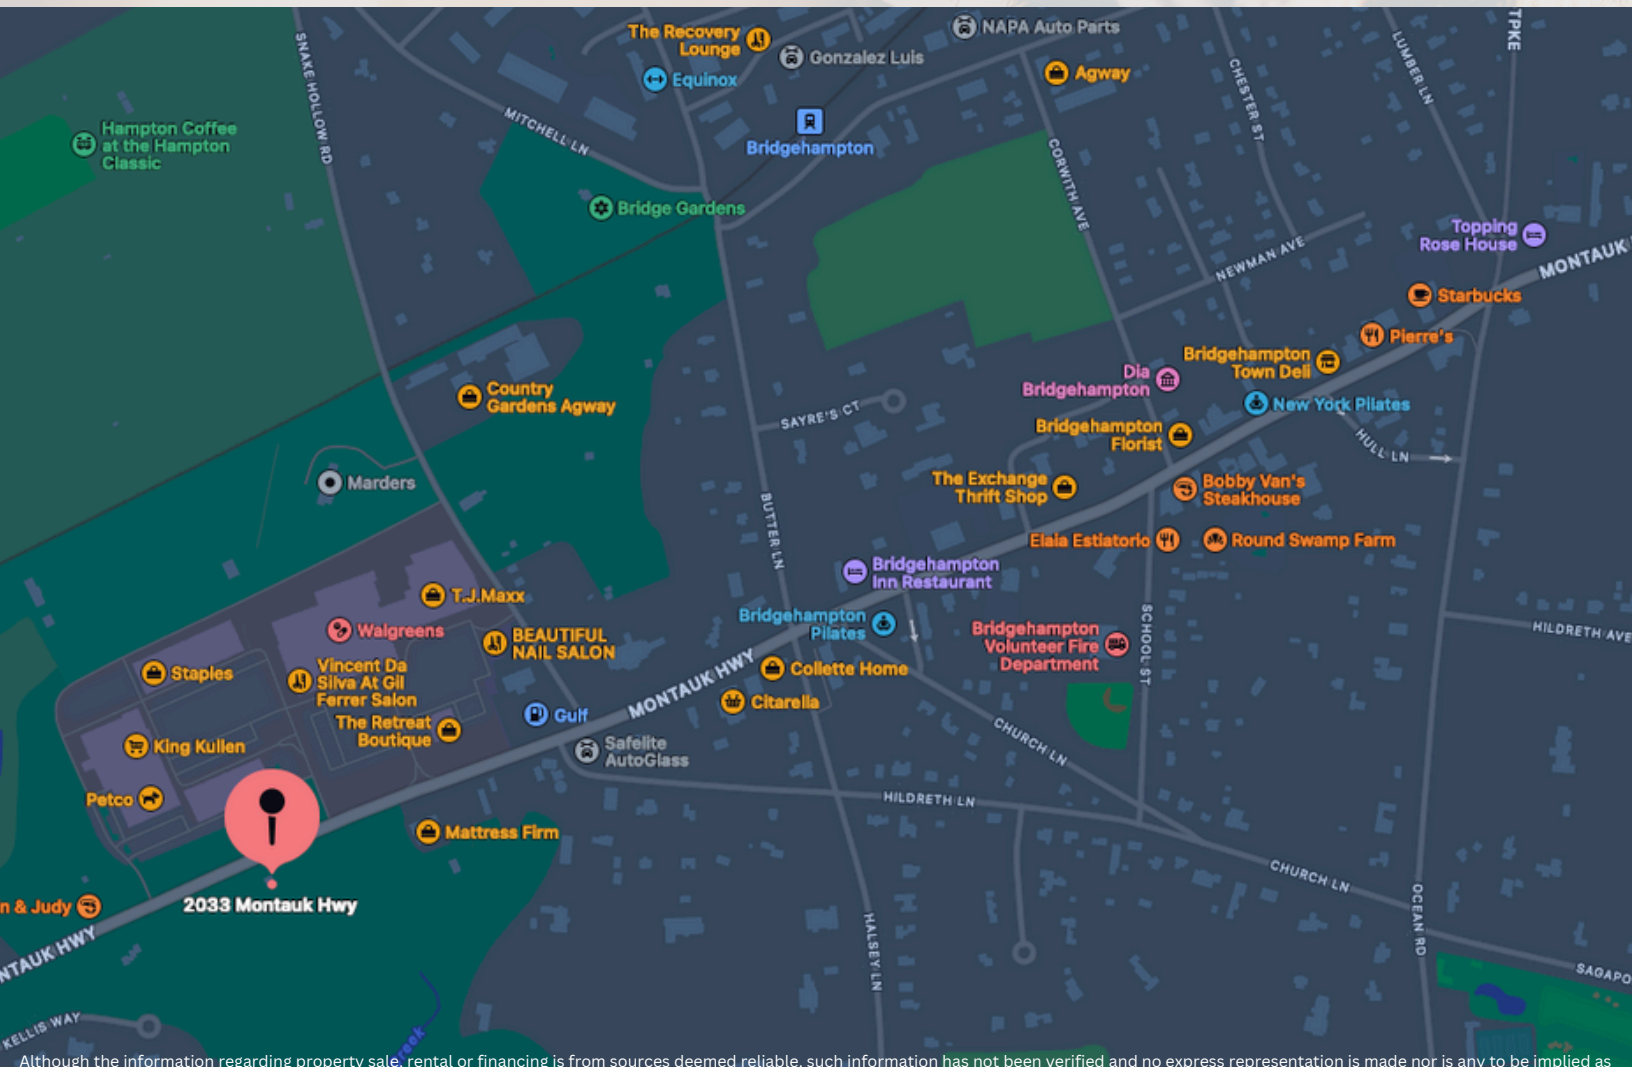 TPKE
SNAKE HOLLOW RD
The Recovery
Lounge
NAPA Auto Parts
Gonzalez Luis
Equinox
Agway
LUMBER LN
CHESTER ST
MITCHELL LN
Hampton Coffee
at the Hampton
Classic
Bridgehampton
CORWITH AVE
Bridge Gardens
Topping
Rose House
NEWMAN AVE
MONTAUK
Starbucks
Pierre's
Bridgehampton
Town Deli
Dia
Bridgehampton
Country
Gardens Agway
New York Pilates
SAYRE'S CT
Bridgehampton
Florist
HULL LN
Marders
The Exchange
Thrift Shop
Bobby Van's
Steakhouse
BUTTER LN
Elaia Estiatorio
Round Swamp Farm
Bridgehampton
Inn Restaurant
T.J.Maxx
Bridgehampton
Pilates
Walgreens
BEAUTIFUL
NAIL SALON
Bridgehampton
Volunteer Fire
Department
SCHOOL ST
HILDRETH AVE
Staples
Vincent Da
Silva At Gil
Ferrer Salon
Collette Home
MONTAUK HWY
Citarella
The Retreat
Boutique
Gulf
King Kullen
Safelite
AutoGlass
CHURCH LN
Petco
HILDRETH LN
Mattress Firm
CHURCH LN
2033 Montauk Hwy
n & Judy
NTAUK HWY
HALSEY LN
OCEAN RD
SAGAPO
KELLIS WAY
reek
Although the information regarding property sale, rental or financing is from sources deemed reliable, such information has not been verified and no express representation is made nor is any to be implied as